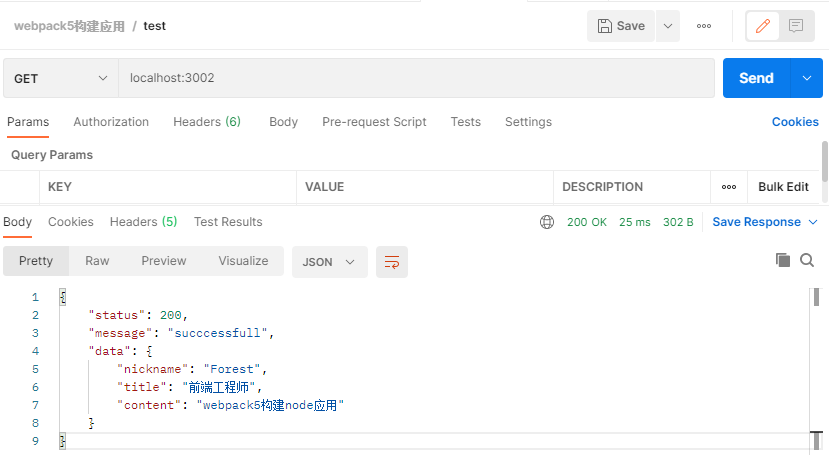 webpack5构建应用 / test Save
GET localhost:3002 Send
Params Authorization Headers (6) Body Pre-request Script Tests Settings Cookies
Query Params
KEY VALUE DESCRIPTION Bulk Edit
Body Cookies Headers (5) Test Results 200 OK 25 ms 302 B Save Response
Pretty Raw Preview Visualize JSON
1 {
2 "status": 200,
3 "message": "succcessfull",
4 "data": {
5 "nickname": "Forest",
6 "title": "前端工程师",
7 "content": "webpack5构建node应用"
8 }
9 }